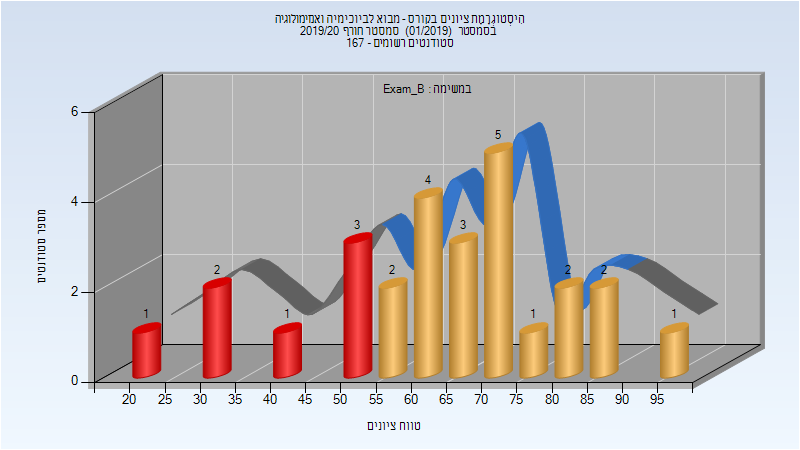 היסטוגרמת ציונים בקורס - מבוא לביוכימיה ואנזימולוגיה
בסמסטר (01/2019) סמסטר חורף 2019/20
סטודנטים רשומים - 167
במשימה : Exam_B
מספר סטודנטים
6
4
2
0
1
2
1
3
2
4
3
5
1
2
2
1
20 25 30 35 40 45 50 55 60 65 70 75 80 85 90 95
טווח ציונים